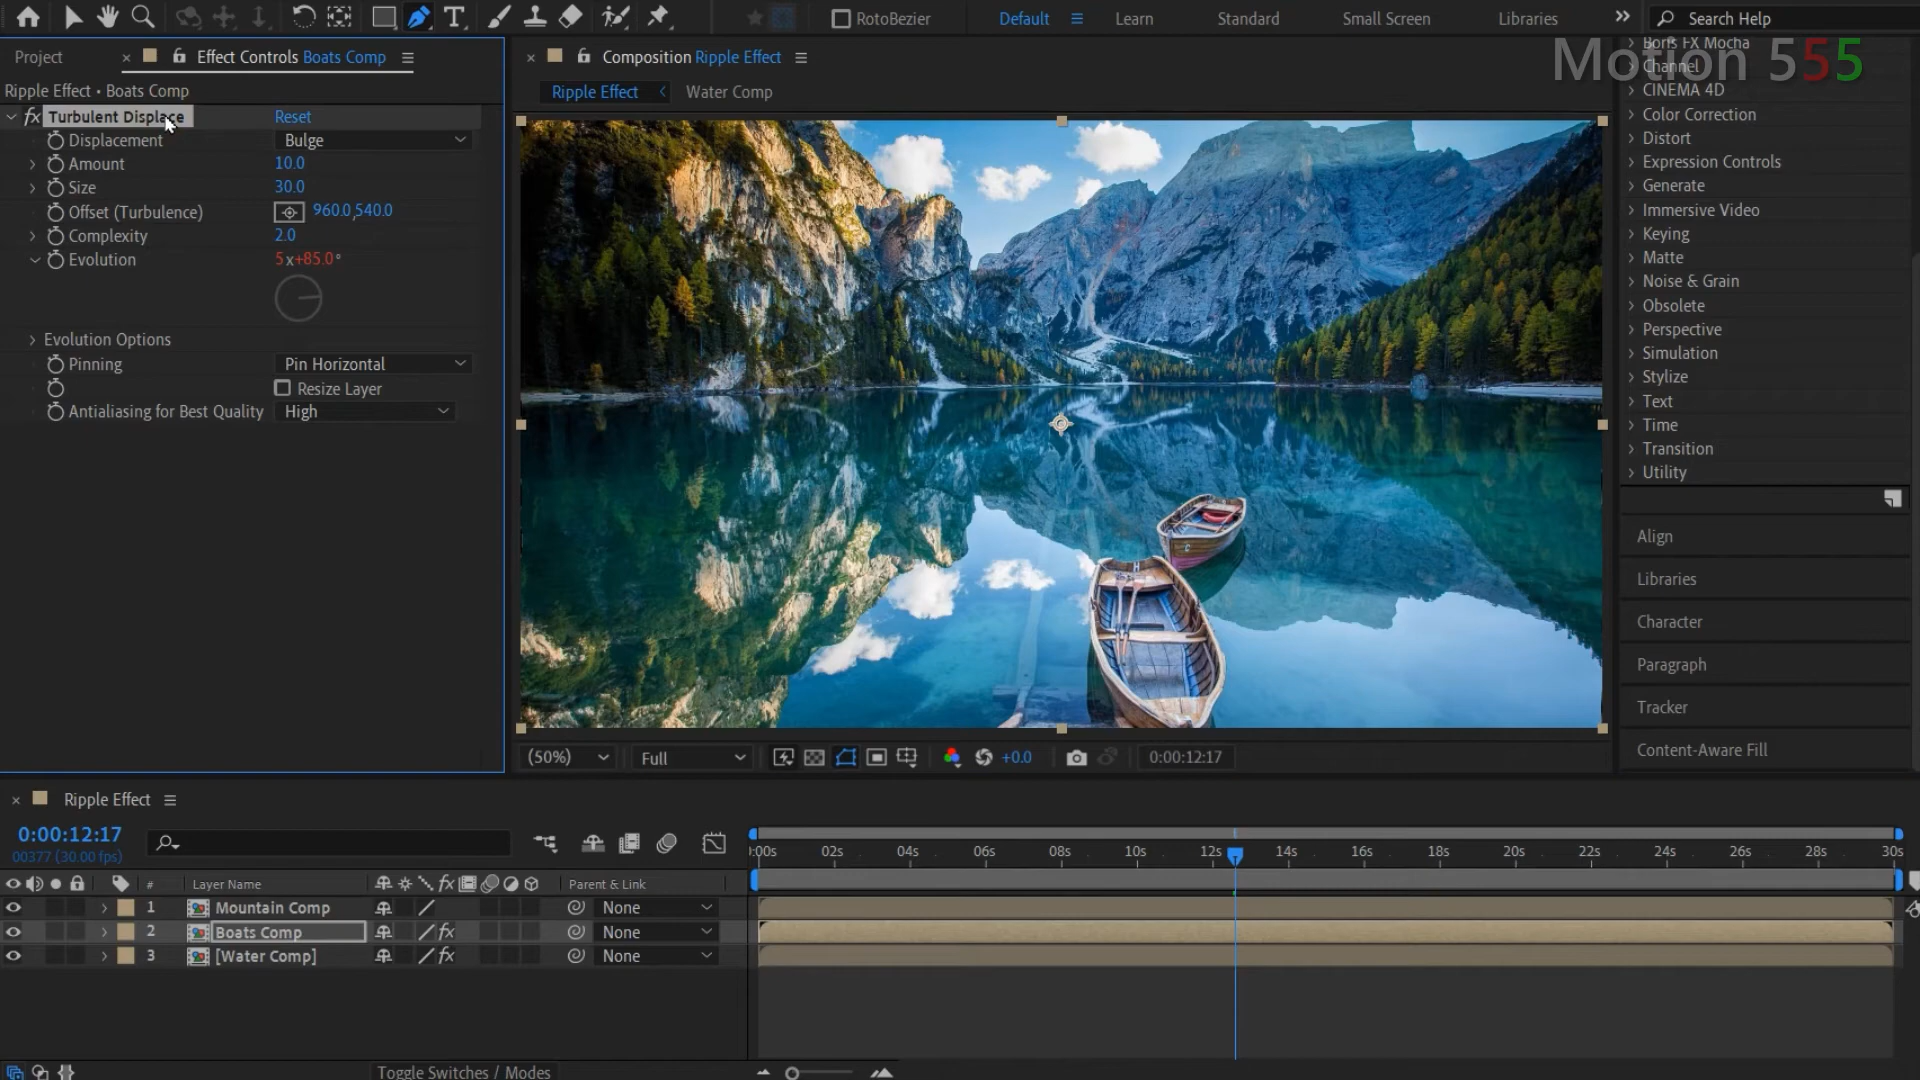 RotoBezier
Default
Learn
Standard
Small Screen
Libraries
Search Help
Motion 555
Project
Effect Controls Boats Comp
Ripple Effect • Boats Comp
fx Turbulent Displace Reset
Displacement Bulge
Amount 10.0
Size 30.0
Offset (Turbulence) 960.0,540.0
Complexity 2.0
Evolution 5x+85.0°
Evolution Options
Pinning Pin Horizontal
Resize Layer
Antialiasing for Best Quality High
Composition Ripple Effect
Ripple Effect Water Comp
(50%) Full +0.0 0:00:12:17
Boris FX Mocha
Channel
CINEMA 4D
Color Correction
Distort
Expression Controls
Generate
Immersive Video
Keying
Matte
Noise & Grain
Obsolete
Perspective
Simulation
Stylize
Text
Time
Transition
Utility
Align
Libraries
Character
Paragraph
Tracker
Content-Aware Fill
Ripple Effect
0:00:12:17
00377 (30.00 fps)
:00s 02s 04s 06s 08s 10s 12s 14s 16s 18s 20s 22s 24s 26s 28s 30s
# Layer Name fx Parent & Link
1 Mountain Comp None
2 Boats Comp fx None
3 [Water Comp] fx None
Toggle Switches / Modes